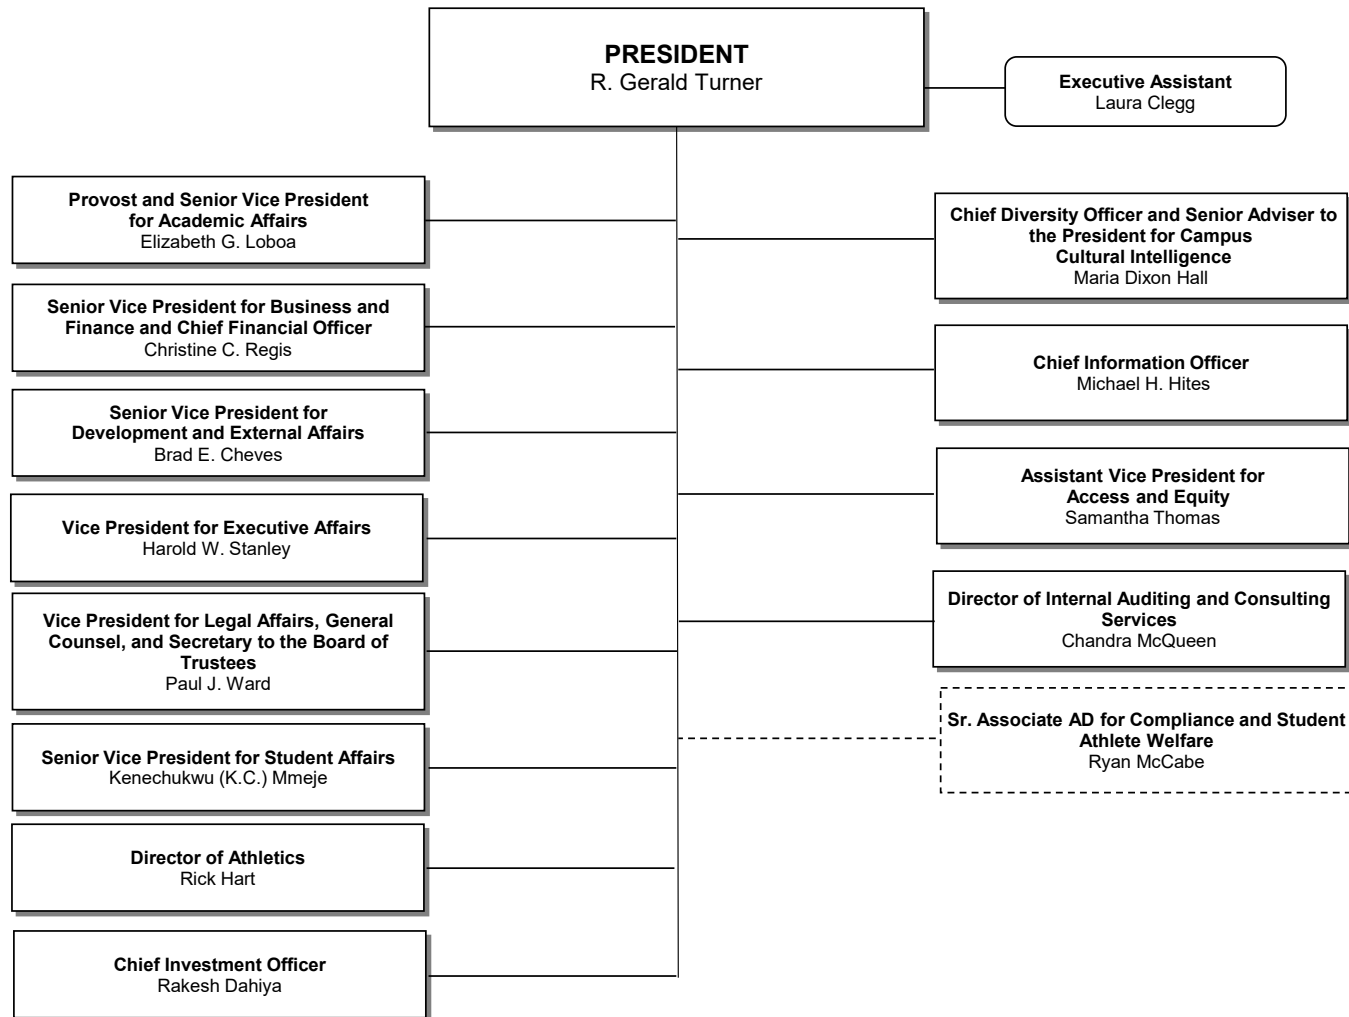 PRESIDENT
R. Gerald Turner
Executive Assistant
Laura Clegg
Provost and Senior Vice President
for Academic Affairs
Elizabeth G. Loboa
Senior Vice President for Business and
Finance and Chief Financial Officer
Christine C. Regis
Senior Vice President for
Development and External Affairs
Brad E. Cheves
Vice President for Executive Affairs
Harold W. Stanley
Vice President for Legal Affairs, General
Counsel, and Secretary to the Board of
Trustees
Paul J. Ward
Senior Vice President for Student Affairs
Kenechukwu (K.C.) Mmeje
Director of Athletics
Rick Hart
Chief Investment Officer
Rakesh Dahiya
Chief Diversity Officer and Senior Adviser to
the President for Campus
Cultural Intelligence
Maria Dixon Hall
Chief Information Officer
Michael H. Hites
Assistant Vice President for
Access and Equity
Samantha Thomas
Director of Internal Auditing and Consulting
Services
Chandra McQueen
Sr. Associate AD for Compliance and Student
Athlete Welfare
Ryan McCabe